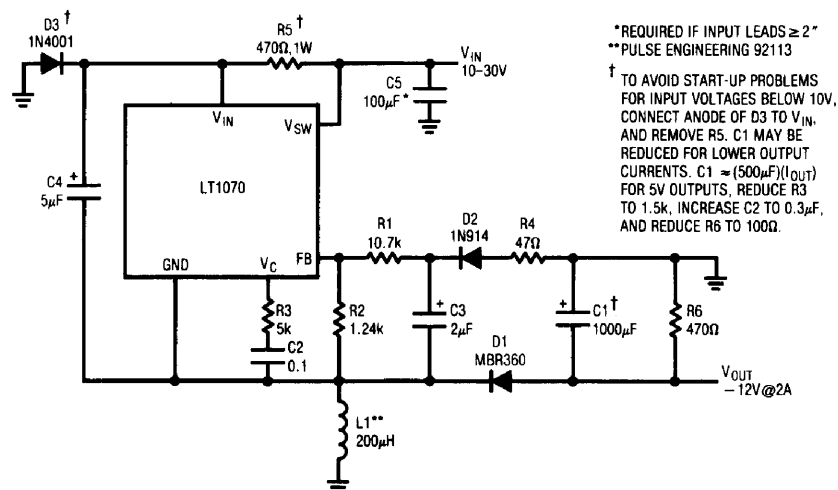 D3 †
1N4001
R5 †
470Ω, 1W
VIN
10–30V
C5
100µF*
VIN
VSW
C4
+
5µF
LT1070
GND
VC
FB
R3
5k
C2
0.1
R2
1.24k
R1
10.7k
D2
1N914
R4
47Ω
+
C3
2µF
+
C1 †
1000µF
R6
470Ω
D1
MBR360
VOUT
–12V@2A
L1**
200µH
*REQUIRED IF INPUT LEADS ≥ 2"
**PULSE ENGINEERING 92113
† TO AVOID START-UP PROBLEMS
FOR INPUT VOLTAGES BELOW 10V,
CONNECT ANODE OF D3 TO VIN,
AND REMOVE R5. C1 MAY BE
REDUCED FOR LOWER OUTPUT
CURRENTS. C1 ≈ (500µF)(IOUT)
FOR 5V OUTPUTS, REDUCE R3
TO 1.5k, INCREASE C2 TO 0.3µF,
AND REDUCE R6 TO 100Ω.